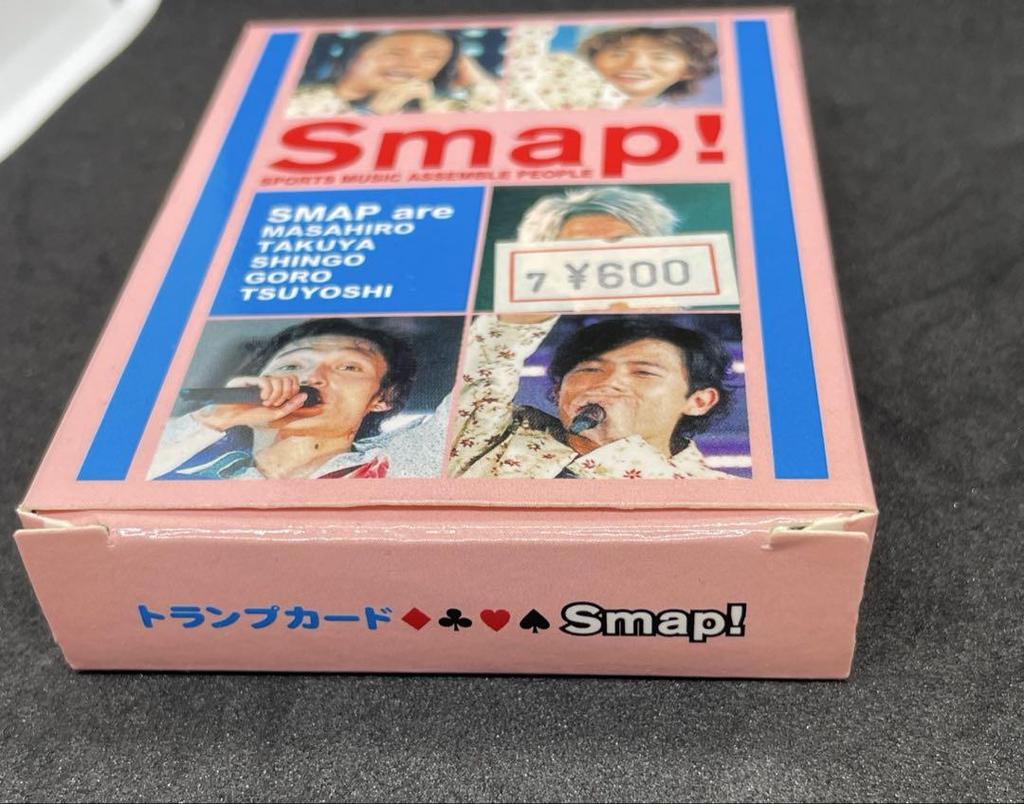 Smap!
SPORTS MUSIC ASSEMBLE PEOPLE
SMAP are
MASAHIRO
TAKUYA
SHINGO
GORO
TSUYOSHI
7 ¥600
トランプカード♦♣♥♠Smap!